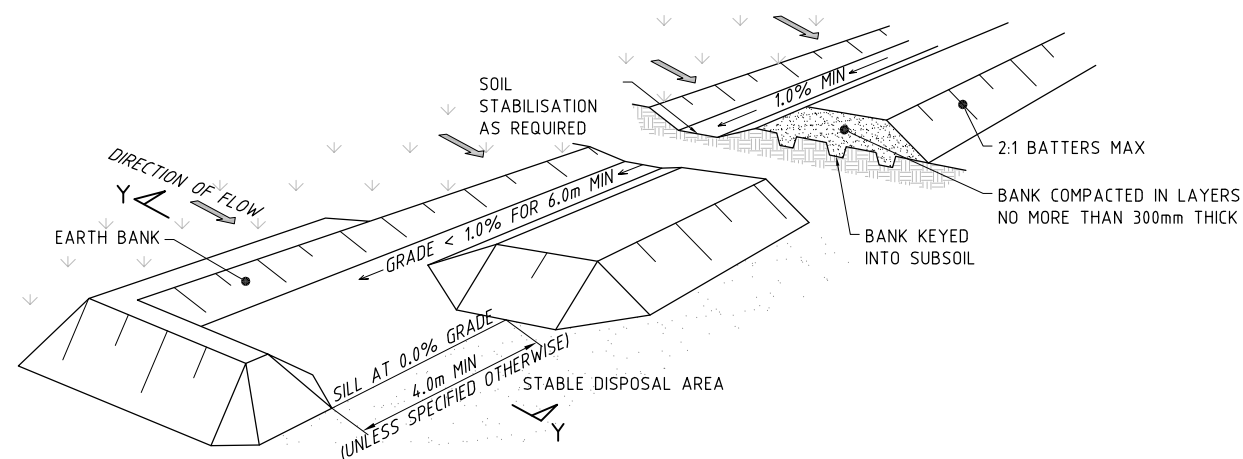 SOIL
STABILISATION
AS REQUIRED
1.0% MIN
2:1 BATTERS MAX
BANK COMPACTED IN LAYERS
NO MORE THAN 300mm THICK
BANK KEYED
INTO SUBSOIL
DIRECTION OF FLOW
Y
EARTH BANK
GRADE < 1.0% FOR 6.0m MIN
SILL AT 0.0% GRADE
4.0m MIN
(UNLESS SPECIFIED OTHERWISE)
STABLE DISPOSAL AREA
Y